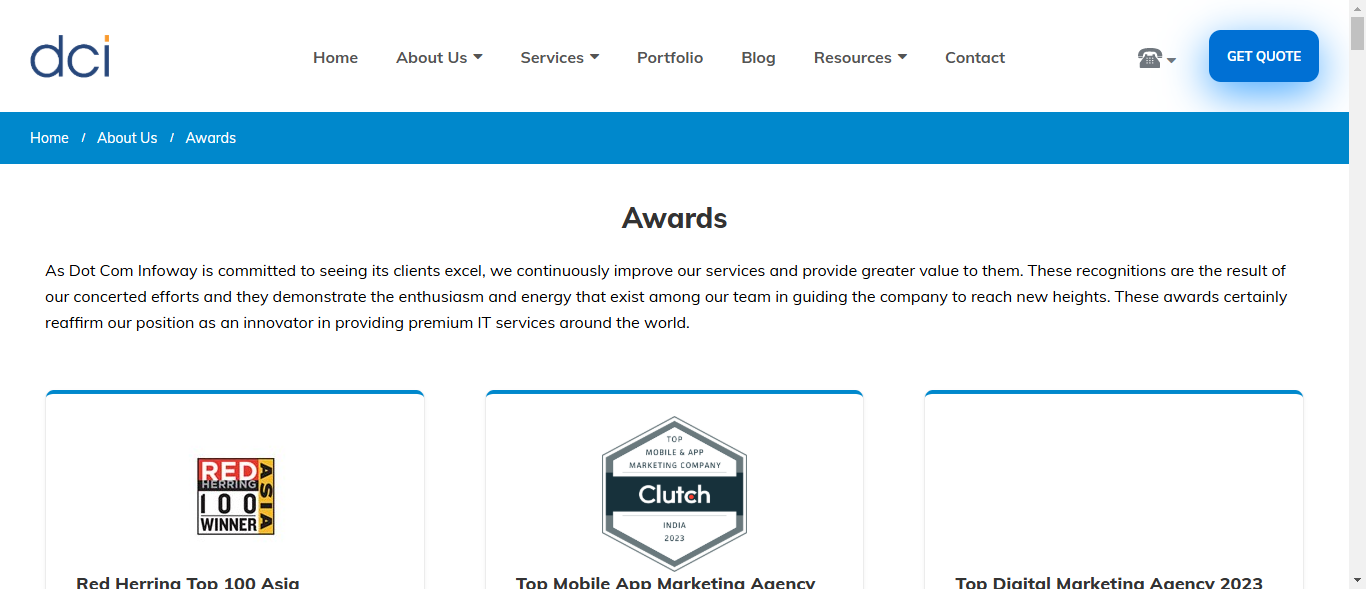 dci
Home
About Us
Services
Portfolio
Blog
Resources
Contact
GET QUOTE
Home / About Us / Awards
Awards
As Dot Com Infoway is committed to seeing its clients excel, we continuously improve our services and provide greater value to them. These recognitions are the result of
our concerted efforts and they demonstrate the enthusiasm and energy that exist among our team in guiding the company to reach new heights. These awards certainly
reaffirm our position as an innovator in providing premium IT services around the world.
RED
HERRING
100
WINNER
ASIA
Red Herring Top 100 Asia
TOP
MOBILE & APP
MARKETING COMPANY
Clutch
INDIA
2023
Top Mobile App Marketing Agency
Top Digital Marketing Agency 2023